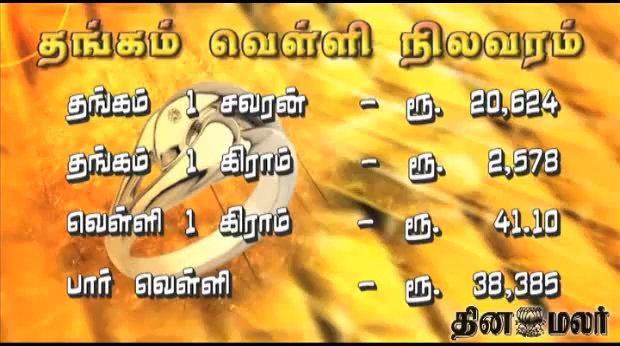 தங்கம் வெள்ளி நிலவரம்
தங்கம் 1 சவரன் - ரூ. 20,624
தங்கம் 1 கிராம் - ரூ. 2,578
வெள்ளி 1 கிராம் - ரூ. 41.10
பார் வெள்ளி - ரூ. 38,385
தினமலர்